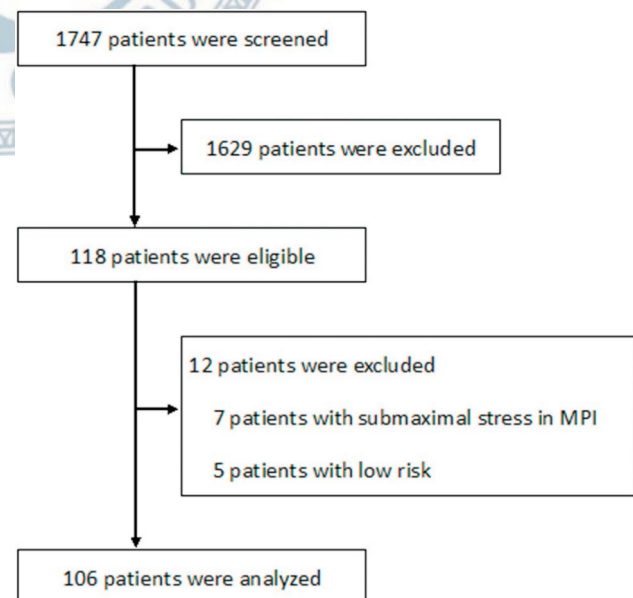 1747 patients were screened
1629 patients were excluded
118 patients were eligible
12 patients were excluded
7 patients with submaximal stress in MPI
5 patients with low risk
106 patients were analyzed